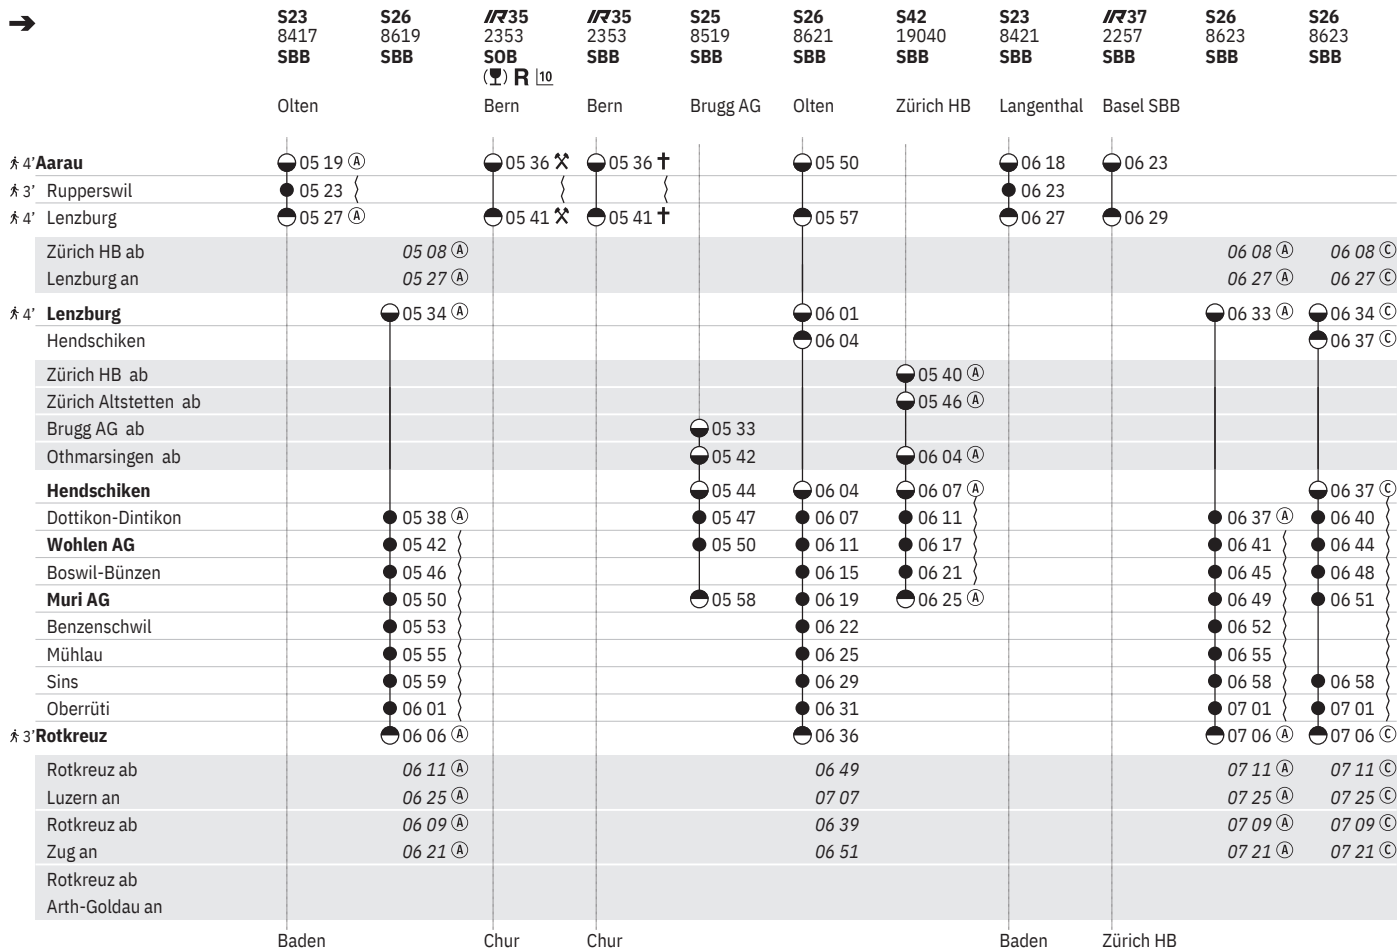 ➔ S23 S26 IR35 IR35 S25 S26 S42 S23 IR37 S26 S26
8417 8619 2353 2353 8519 8621 19040 8421 2257 8623 8623
SBB SBB SOB SBB SBB SBB SBB SBB SBB SBB SBB
R 10
Olten Bern Bern Brugg AG Olten Zürich HB Langenthal Basel SBB
4' Aarau 05 19 Ⓐ 05 36 ⚒ 05 36 ✝ 05 50 06 18 06 23
3' Rupperswil 05 23 06 23
4' Lenzburg 05 27 Ⓐ 05 41 ⚒ 05 41 ✝ 05 57 06 27 06 29
Zürich HB ab 05 08 Ⓐ 06 08 Ⓐ 06 08 Ⓒ
Lenzburg an 05 27 Ⓐ 06 27 Ⓐ 06 27 Ⓒ
4' Lenzburg 05 34 Ⓐ 06 01 06 33 Ⓐ 06 34 Ⓒ
Hendschiken 06 04 06 37 Ⓒ
Zürich HB ab 05 40 Ⓐ
Zürich Altstetten ab 05 46 Ⓐ
Brugg AG ab 05 33
Othmarsingen ab 05 42 06 04 Ⓐ
Hendschiken 05 44 06 04 06 07 Ⓐ 06 37 Ⓒ
Dottikon-Dintikon 05 38 Ⓐ 05 47 06 07 06 11 06 37 Ⓐ 06 40
Wohlen AG 05 42 05 50 06 11 06 17 06 41 06 44
Boswil-Bünzen 05 46 06 15 06 21 06 45 06 48
Muri AG 05 50 05 58 06 19 06 25 Ⓐ 06 49 06 51
Benzenschwil 05 53 06 22 06 52
Mühlau 05 55 06 25 06 55
Sins 05 59 06 29 06 58 06 58
Oberrüti 06 01 06 31 07 01 07 01
3' Rotkreuz 06 06 Ⓐ 06 36 07 06 Ⓐ 07 06 Ⓒ
Rotkreuz ab 06 11 Ⓐ 06 49 07 11 Ⓐ 07 11 Ⓒ
Luzern an 06 25 Ⓐ 07 07 07 25 Ⓐ 07 25 Ⓒ
Rotkreuz ab 06 09 Ⓐ 06 39 07 09 Ⓐ 07 09 Ⓒ
Zug an 06 21 Ⓐ 06 51 07 21 Ⓐ 07 21 Ⓒ
Rotkreuz ab
Arth-Goldau an
Baden Chur Chur Baden Zürich HB